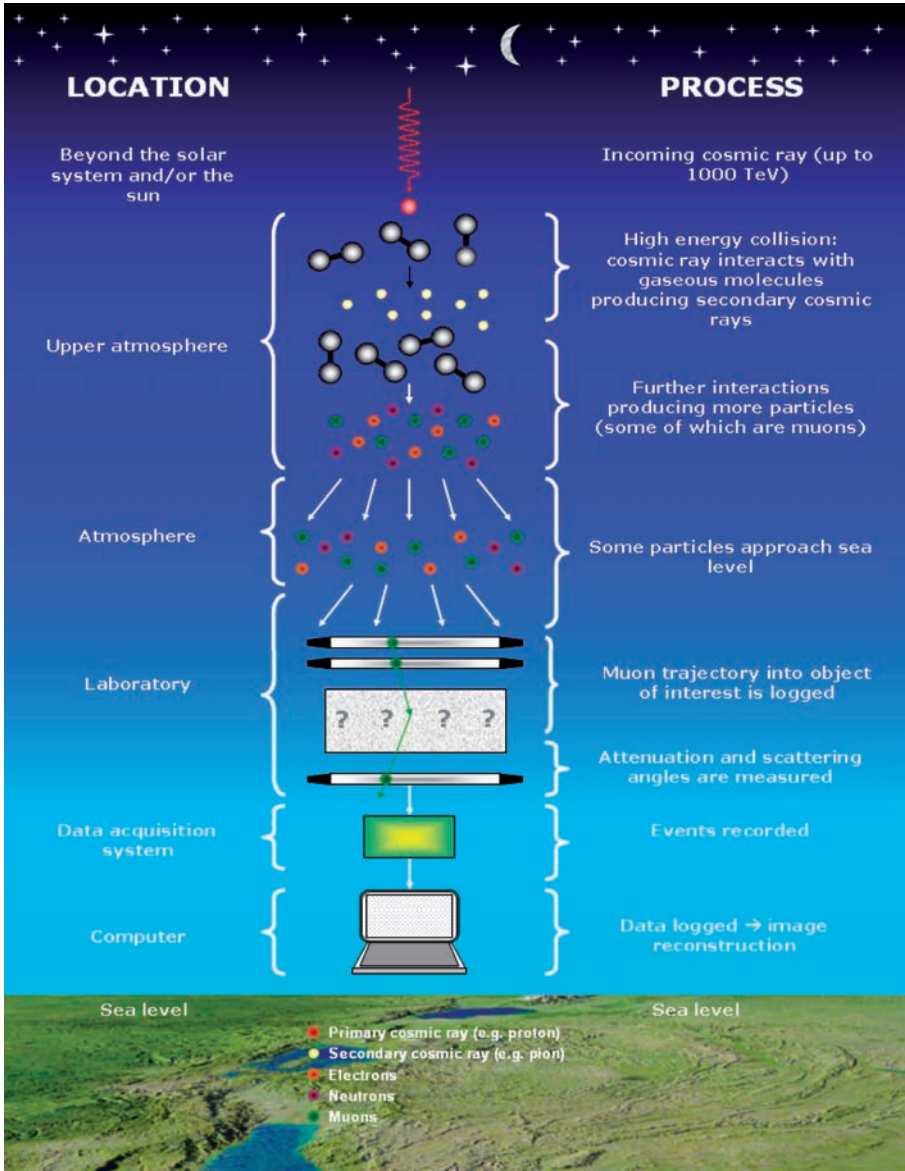 LOCATION
PROCESS
Beyond the solar
system and/or the
sun
Incoming cosmic ray (up to
1000 TeV)
High energy collision:
cosmic ray interacts with
gaseous molecules
producing secondary cosmic
rays
Upper atmosphere
Further interactions
producing more particles
(some of which are muons)
Atmosphere
Some particles approach sea
level
Laboratory
Muon trajectory into object
of interest is logged
? ? ? ?
Attenuation and scattering
angles are measured
Data acquisition
system
Events recorded
Computer
Data logged → image
reconstruction
Sea level
Sea level
Primary cosmic ray (e.g. proton)
Secondary cosmic ray (e.g. pion)
Electrons
Neutrons
Muons